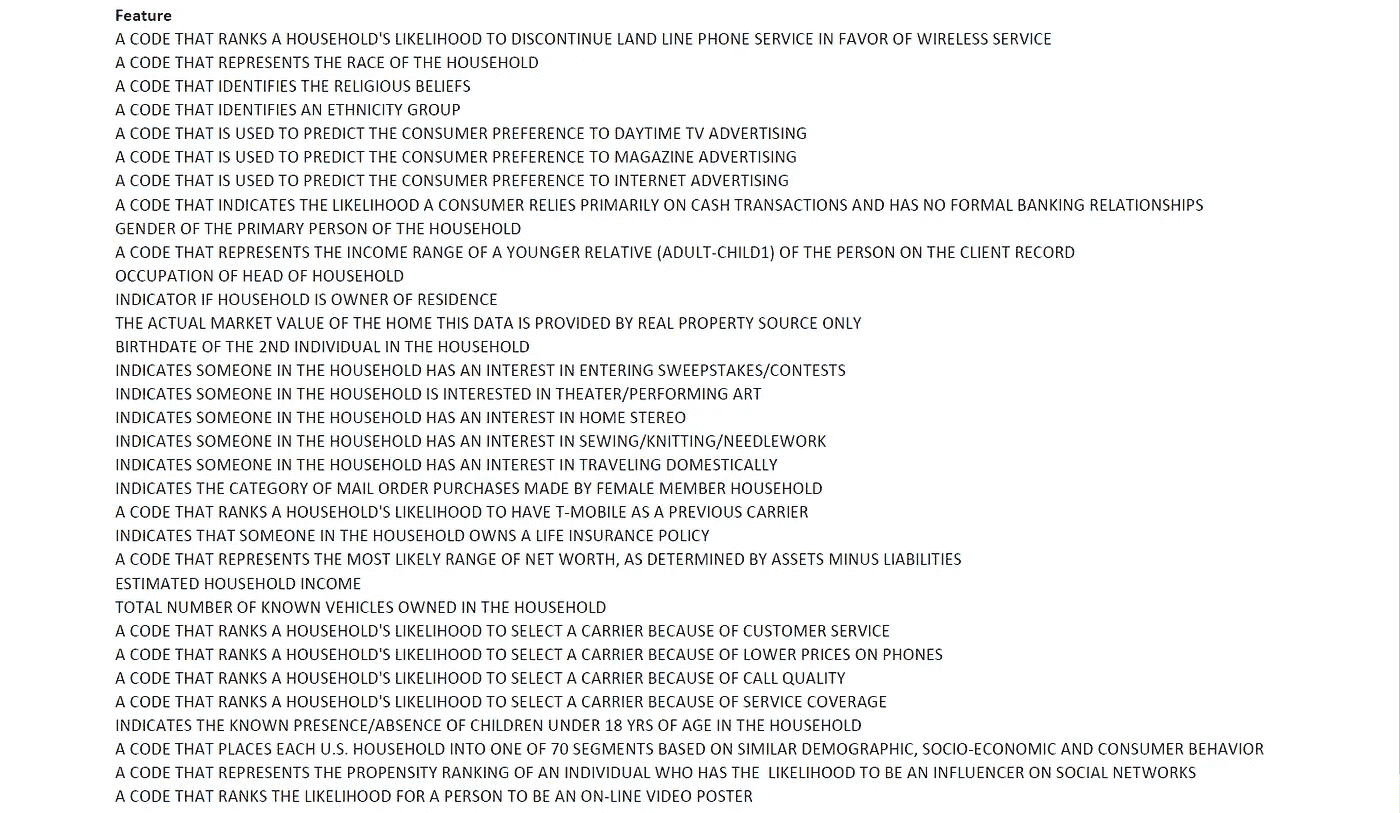 Feature
A CODE THAT RANKS A HOUSEHOLD'S LIKELIHOOD TO DISCONTINUE LAND LINE PHONE SERVICE IN FAVOR OF WIRELESS SERVICE
A CODE THAT REPRESENTS THE RACE OF THE HOUSEHOLD
A CODE THAT IDENTIFIES THE RELIGIOUS BELIEFS
A CODE THAT IDENTIFIES AN ETHNICITY GROUP
A CODE THAT IS USED TO PREDICT THE CONSUMER PREFERENCE TO DAYTIME TV ADVERTISING
A CODE THAT IS USED TO PREDICT THE CONSUMER PREFERENCE TO MAGAZINE ADVERTISING
A CODE THAT IS USED TO PREDICT THE CONSUMER PREFERENCE TO INTERNET ADVERTISING
A CODE THAT INDICATES THE LIKELIHOOD A CONSUMER RELIES PRIMARILY ON CASH TRANSACTIONS AND HAS NO FORMAL BANKING RELATIONSHIPS
GENDER OF THE PRIMARY PERSON OF THE HOUSEHOLD
A CODE THAT REPRESENTS THE INCOME RANGE OF A YOUNGER RELATIVE (ADULT-CHILD1) OF THE PERSON ON THE CLIENT RECORD
OCCUPATION OF HEAD OF HOUSEHOLD
INDICATOR IF HOUSEHOLD IS OWNER OF RESIDENCE
THE ACTUAL MARKET VALUE OF THE HOME THIS DATA IS PROVIDED BY REAL PROPERTY SOURCE ONLY
BIRTHDATE OF THE 2ND INDIVIDUAL IN THE HOUSEHOLD
INDICATES SOMEONE IN THE HOUSEHOLD HAS AN INTEREST IN ENTERING SWEEPSTAKES/CONTESTS
INDICATES SOMEONE IN THE HOUSEHOLD IS INTERESTED IN THEATER/PERFORMING ART
INDICATES SOMEONE IN THE HOUSEHOLD HAS AN INTEREST IN HOME STEREO
INDICATES SOMEONE IN THE HOUSEHOLD HAS AN INTEREST IN SEWING/KNITTING/NEEDLEWORK
INDICATES SOMEONE IN THE HOUSEHOLD HAS AN INTEREST IN TRAVELING DOMESTICALLY
INDICATES THE CATEGORY OF MAIL ORDER PURCHASES MADE BY FEMALE MEMBER HOUSEHOLD
A CODE THAT RANKS A HOUSEHOLD'S LIKELIHOOD TO HAVE T-MOBILE AS A PREVIOUS CARRIER
INDICATES THAT SOMEONE IN THE HOUSEHOLD OWNS A LIFE INSURANCE POLICY
A CODE THAT REPRESENTS THE MOST LIKELY RANGE OF NET WORTH, AS DETERMINED BY ASSETS MINUS LIABILITIES
ESTIMATED HOUSEHOLD INCOME
TOTAL NUMBER OF KNOWN VEHICLES OWNED IN THE HOUSEHOLD
A CODE THAT RANKS A HOUSEHOLD'S LIKELIHOOD TO SELECT A CARRIER BECAUSE OF CUSTOMER SERVICE
A CODE THAT RANKS A HOUSEHOLD'S LIKELIHOOD TO SELECT A CARRIER BECAUSE OF LOWER PRICES ON PHONES
A CODE THAT RANKS A HOUSEHOLD'S LIKELIHOOD TO SELECT A CARRIER BECAUSE OF CALL QUALITY
A CODE THAT RANKS A HOUSEHOLD'S LIKELIHOOD TO SELECT A CARRIER BECAUSE OF SERVICE COVERAGE
INDICATES THE KNOWN PRESENCE/ABSENCE OF CHILDREN UNDER 18 YRS OF AGE IN THE HOUSEHOLD
A CODE THAT PLACES EACH U.S. HOUSEHOLD INTO ONE OF 70 SEGMENTS BASED ON SIMILAR DEMOGRAPHIC, SOCIO-ECONOMIC AND CONSUMER BEHAVIOR
A CODE THAT REPRESENTS THE PROPENSITY RANKING OF AN INDIVIDUAL WHO HAS THE  LIKELIHOOD TO BE AN INFLUENCER ON SOCIAL NETWORKS
A CODE THAT RANKS THE LIKELIHOOD FOR A PERSON TO BE AN ON-LINE VIDEO POSTER